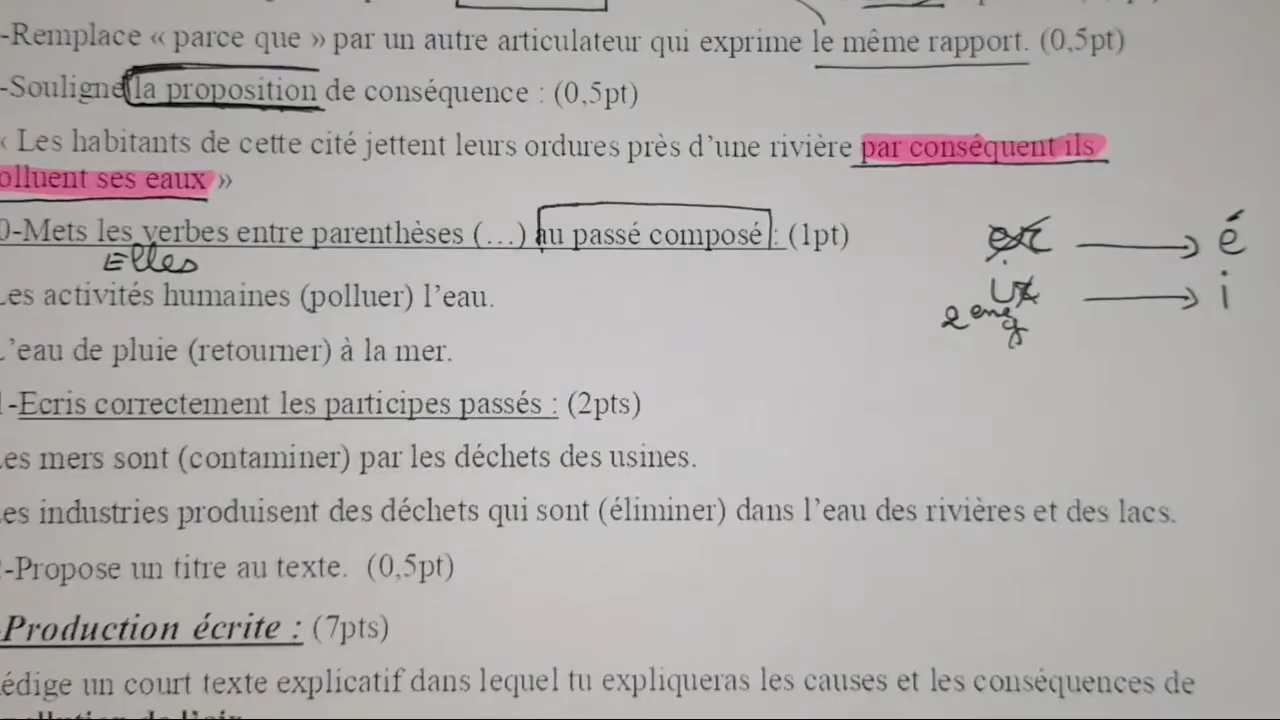 -Remplace « parce que » par un autre articulateur qui exprime le même rapport. (0,5pt)
-Souligne la proposition de conséquence : (0,5pt)
« Les habitants de cette cité jettent leurs ordures près d’une rivière par conséquent ils
olluent ses eaux »
0-Mets les verbes entre parenthèses (…) au passé composé : (1pt)
er → é
Elles
Les activités humaines (polluer) l’eau.
ir → i
2 eme g
L’eau de pluie (retourner) à la mer.
-Ecris correctement les participes passés : (2pts)
es mers sont (contaminer) par les déchets des usines.
es industries produisent des déchets qui sont (éliminer) dans l’eau des rivières et des lacs.
-Propose un titre au texte. (0,5pt)
Production écrite : (7pts)
édige un court texte explicatif dans lequel tu expliqueras les causes et les conséquences de